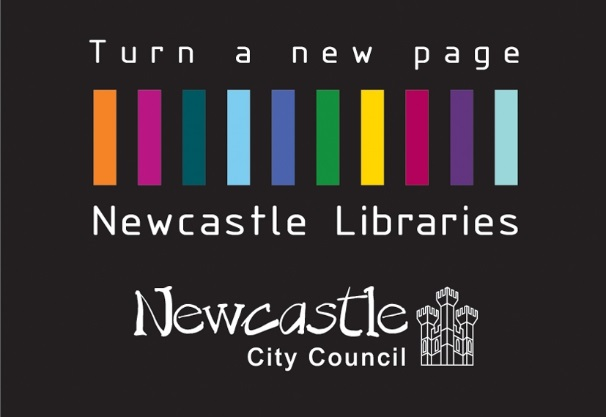 Turn a new page
Newcastle Libraries
Newcastle
City Council